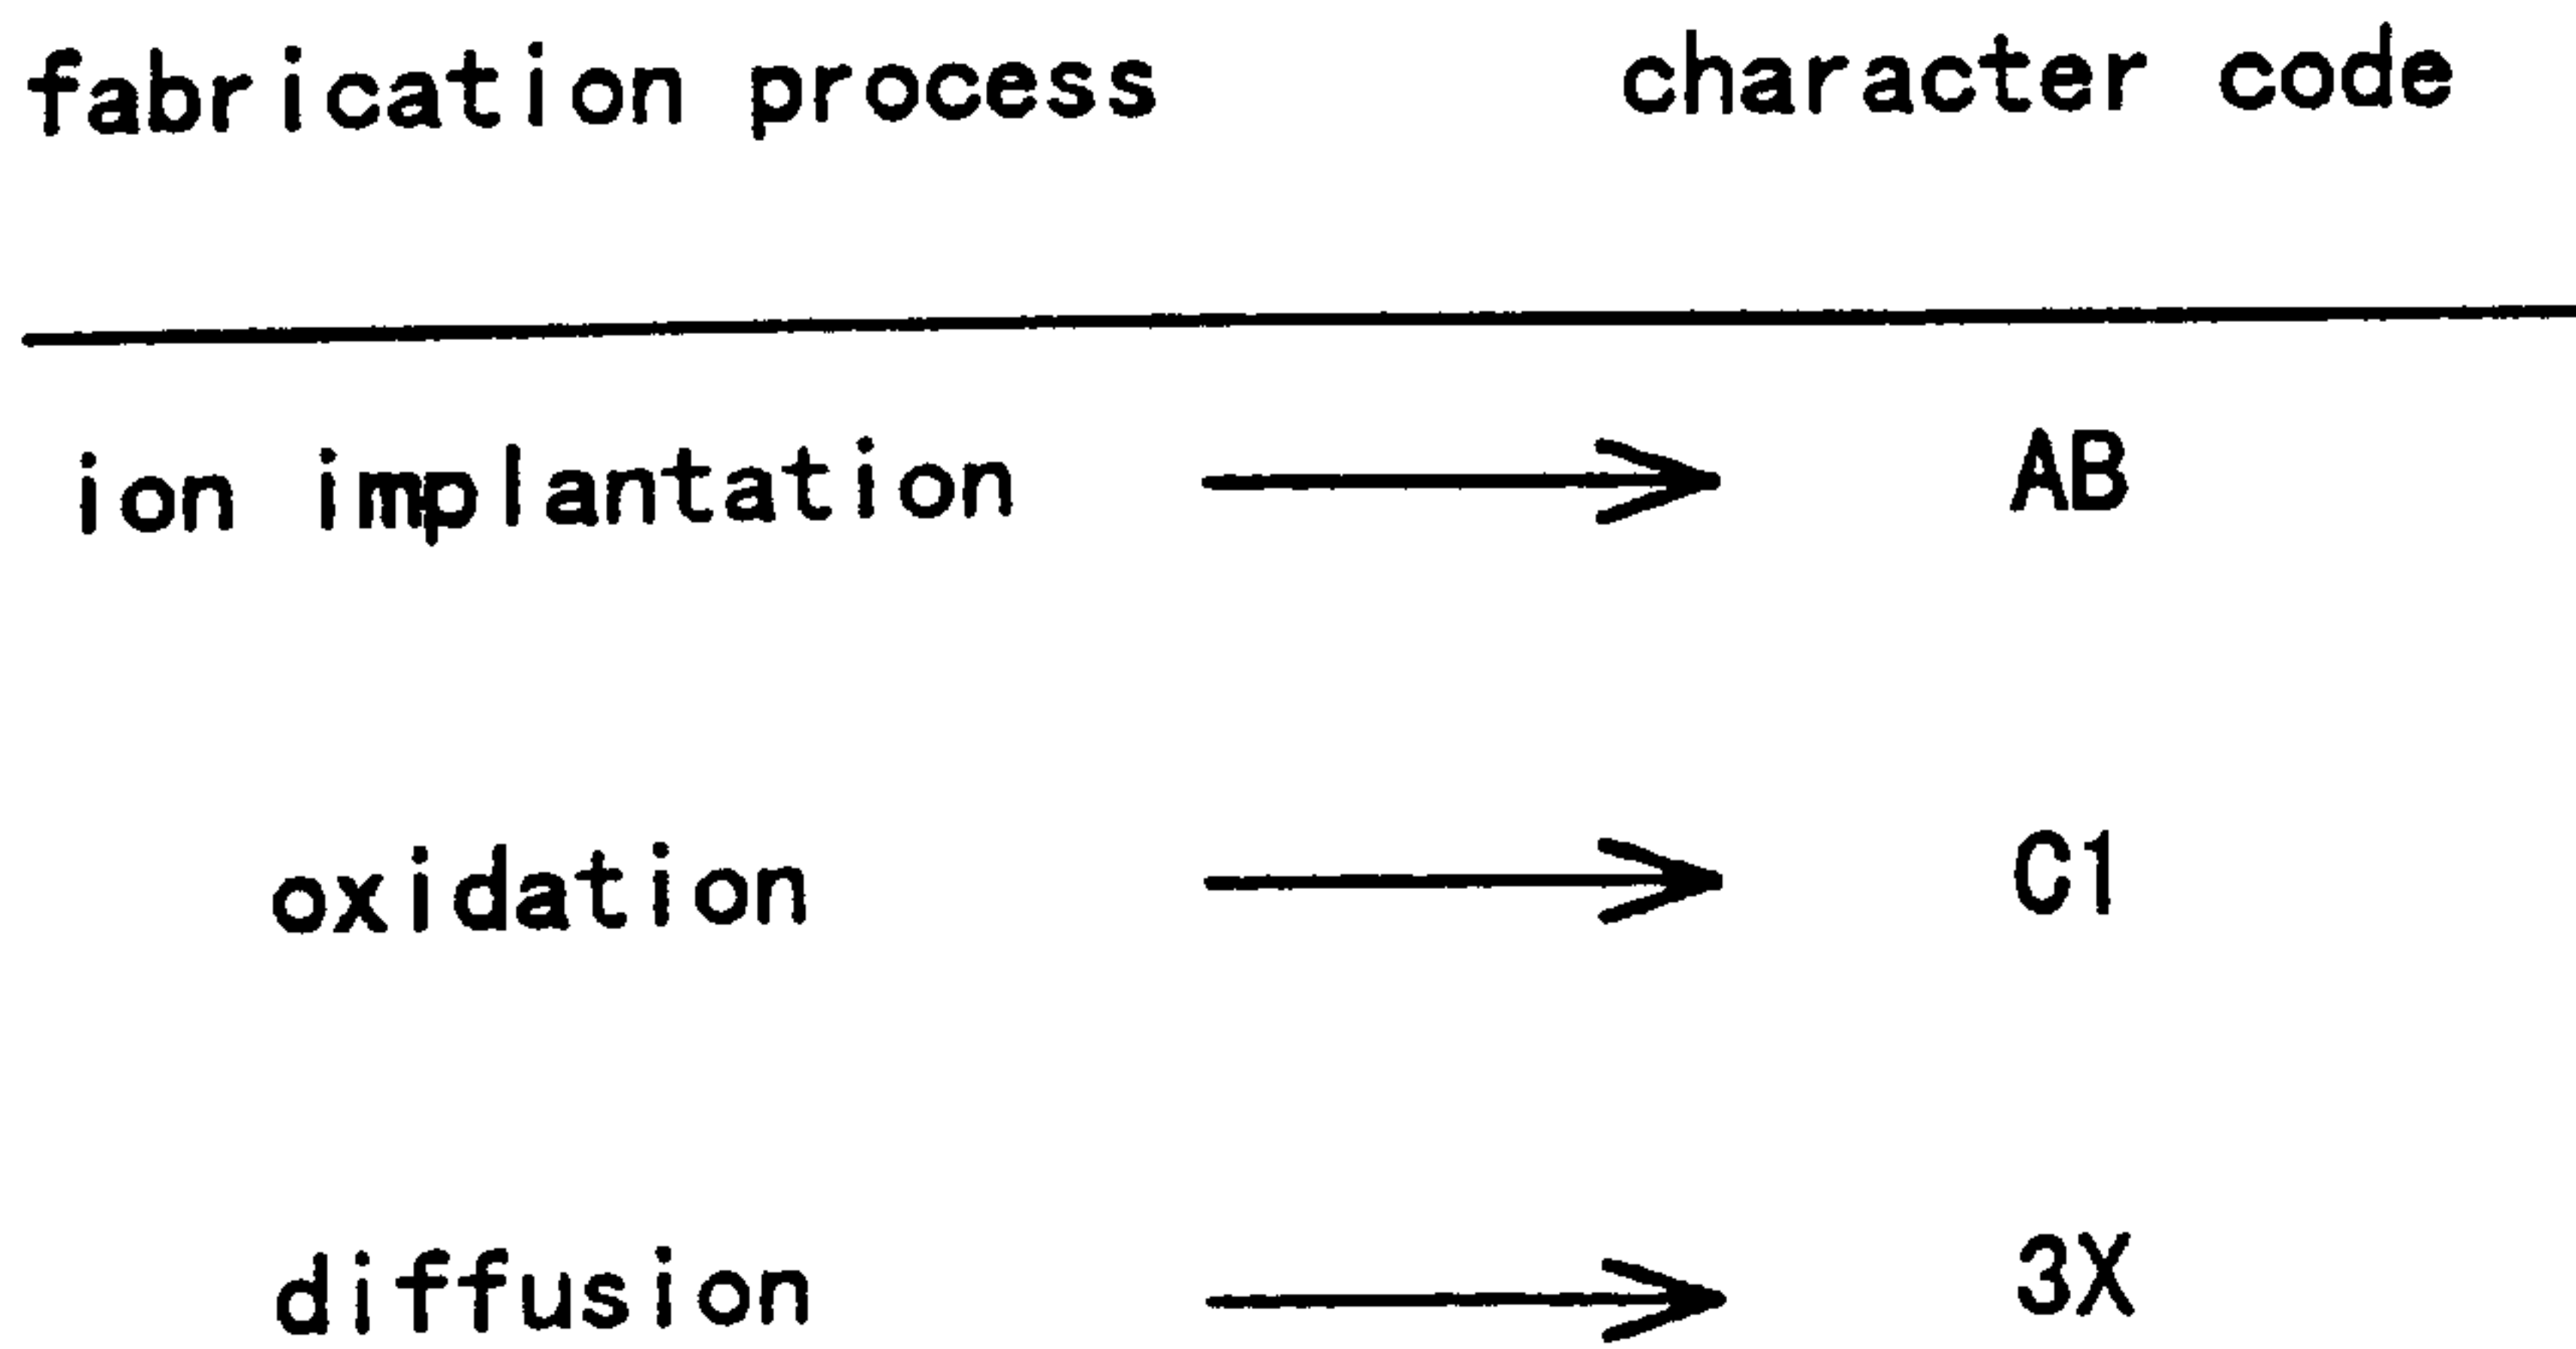 fabrication process character code
ion implantation AB
oxidation C1
diffusion 3X